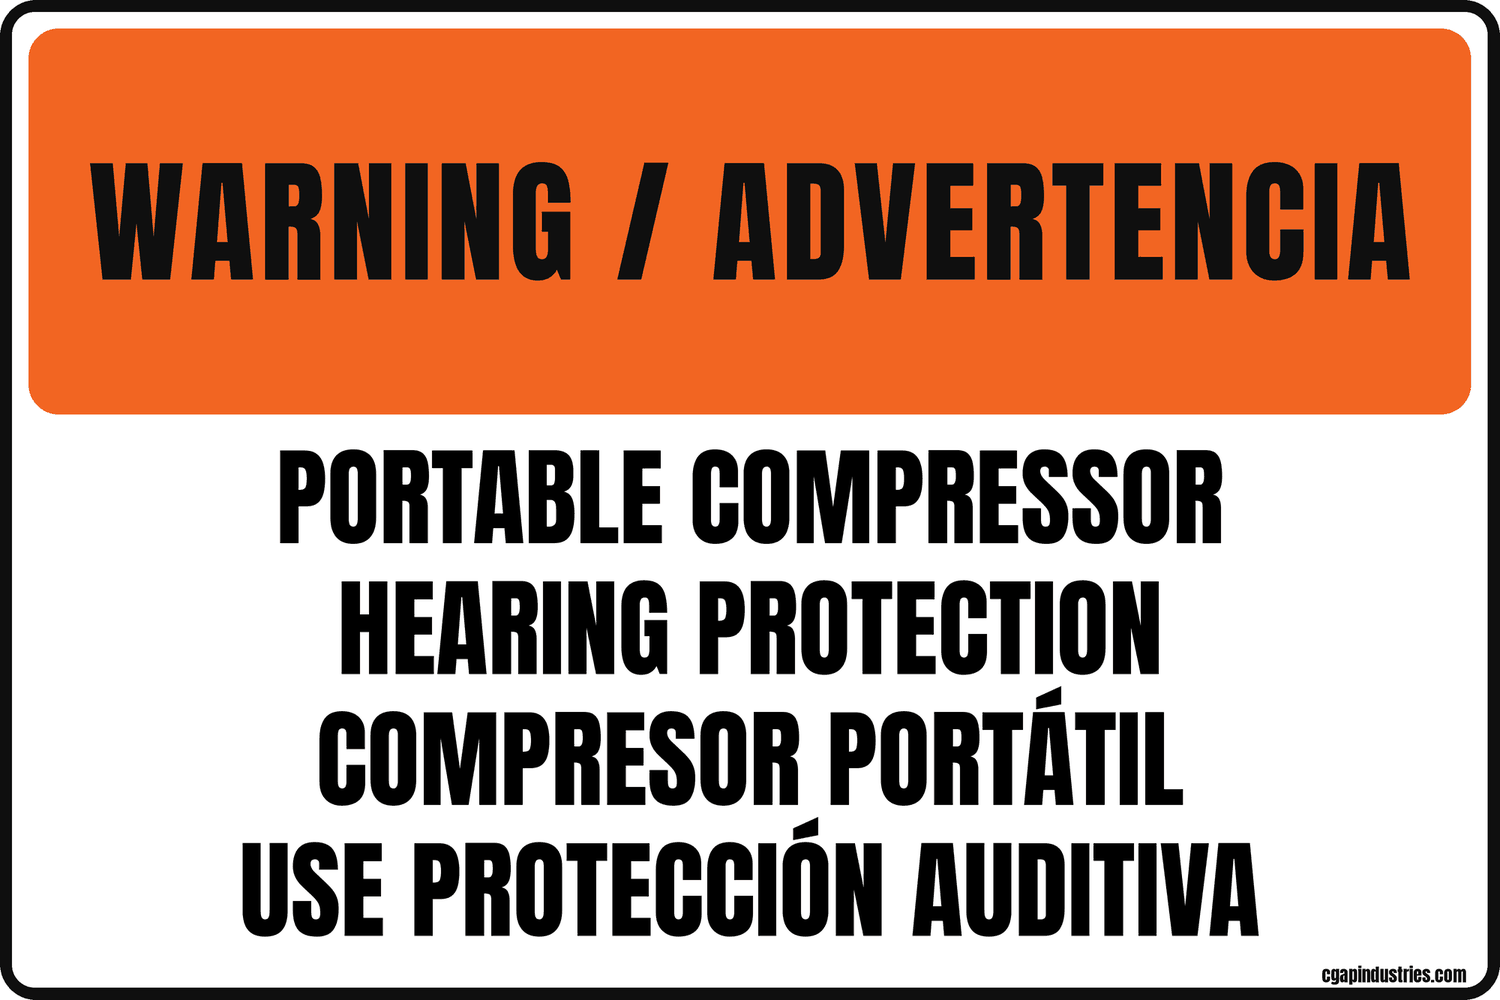 WARNING / ADVERTENCIA
PORTABLE COMPRESSOR
HEARING PROTECTION
COMPRESOR PORTÁTIL
USE PROTECCIÓN AUDITIVA
cgapindustries.com